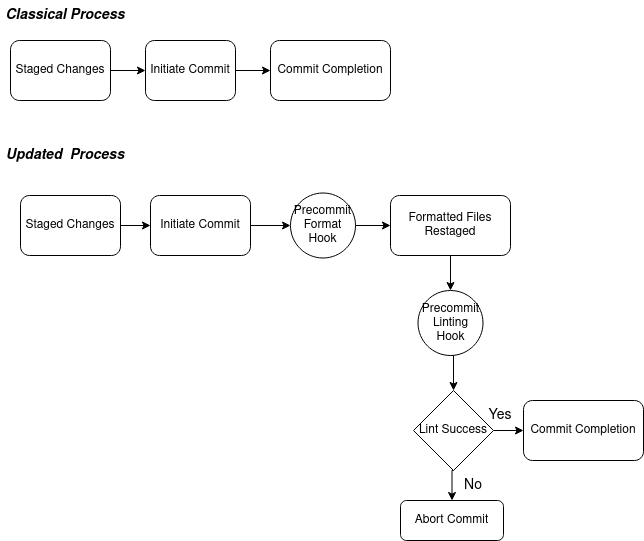 Classical Process
Staged Changes
Initiate Commit
Commit Completion
Updated  Process
Staged Changes
Initiate Commit
Precommit
Format
Hook
Formatted Files
Restaged
Precommit
Linting
Hook
Lint Success
Yes
Commit Completion
No
Abort Commit